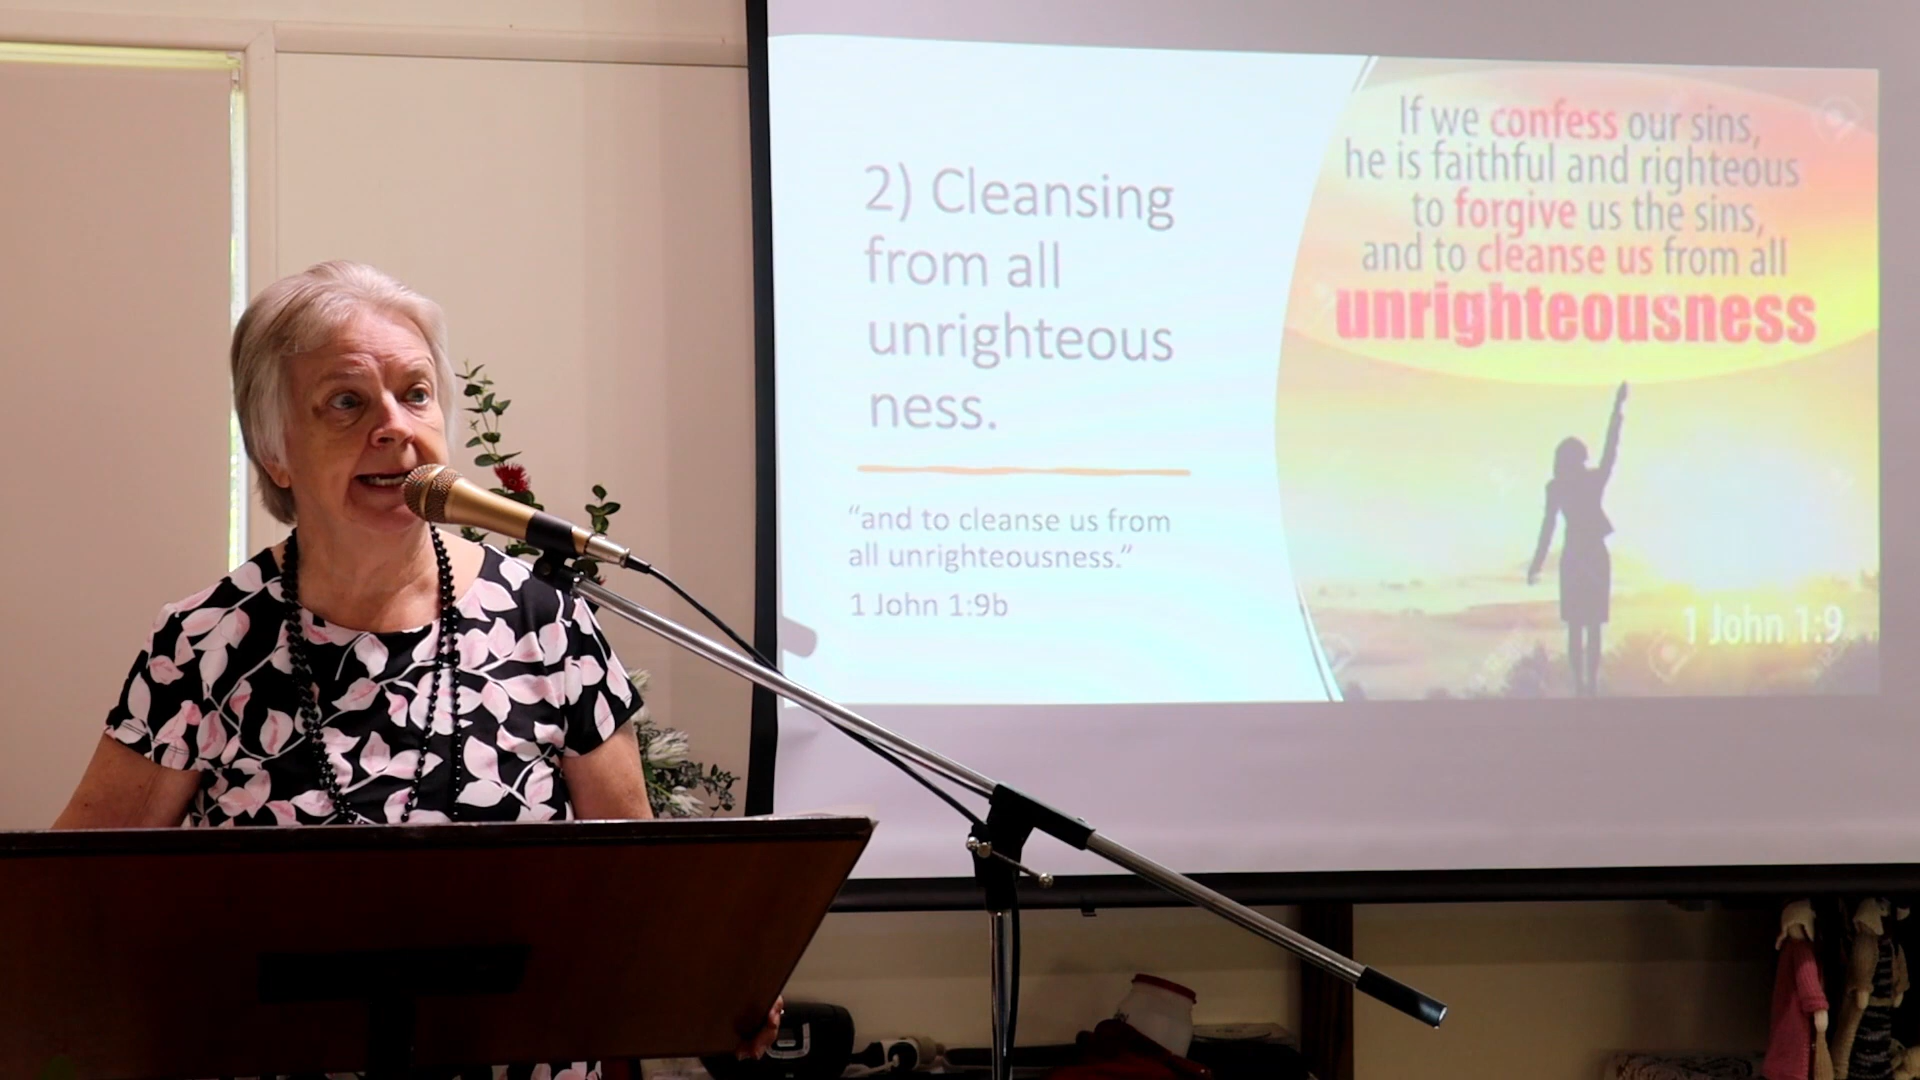 2) Cleansing
from all
unrighteous
ness.
“and to cleanse us from
all unrighteousness.”
1 John 1:9b
If we confess our sins,
he is faithful and righteous
to forgive us the sins,
and to cleanse us from all
unrighteousness
1 John 1:9